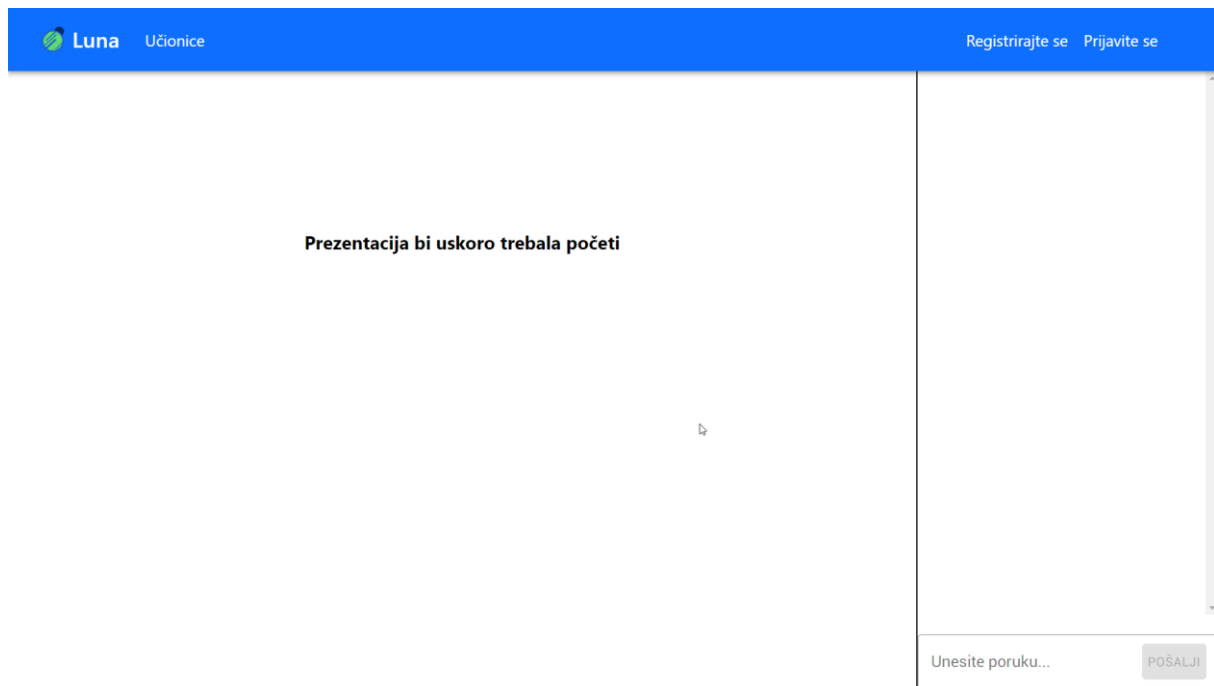 Luna Učionice Registrirajte se Prijavite se
Prezentacija bi uskoro trebala početi
Unesite poruku... POŠALJI